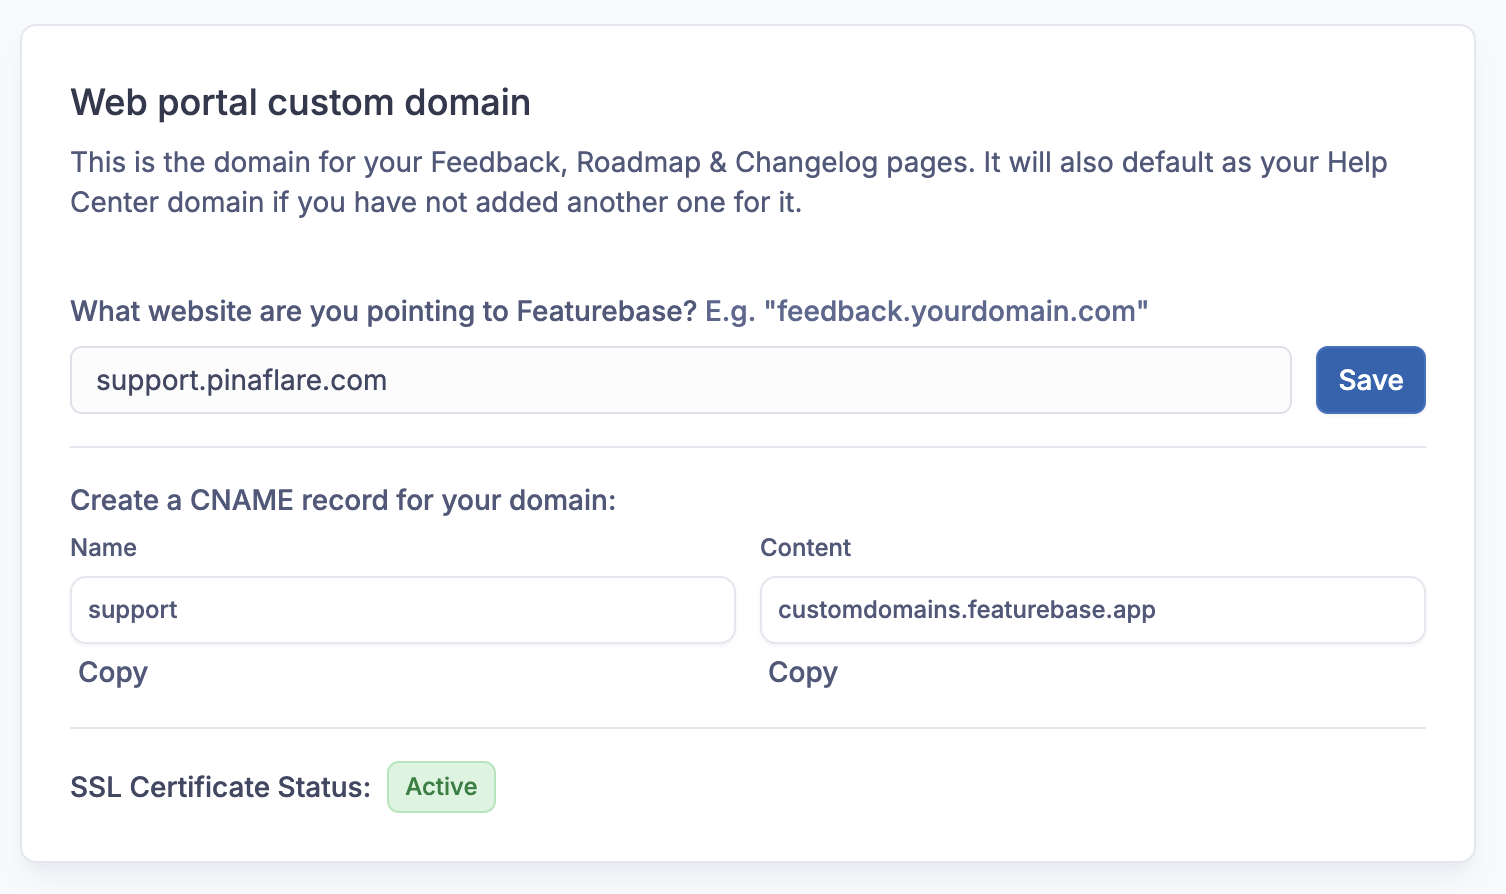 Web portal custom domain
This is the domain for your Feedback, Roadmap & Changelog pages. It will also default as your Help
Center domain if you have not added another one for it.
What website are you pointing to Featurebase? E.g. "feedback.yourdomain.com"
support.pinaflare.com
Save
Create a CNAME record for your domain:
Name
Content
support
customdomains.featurebase.app
Copy
Copy
SSL Certificate Status:
Active